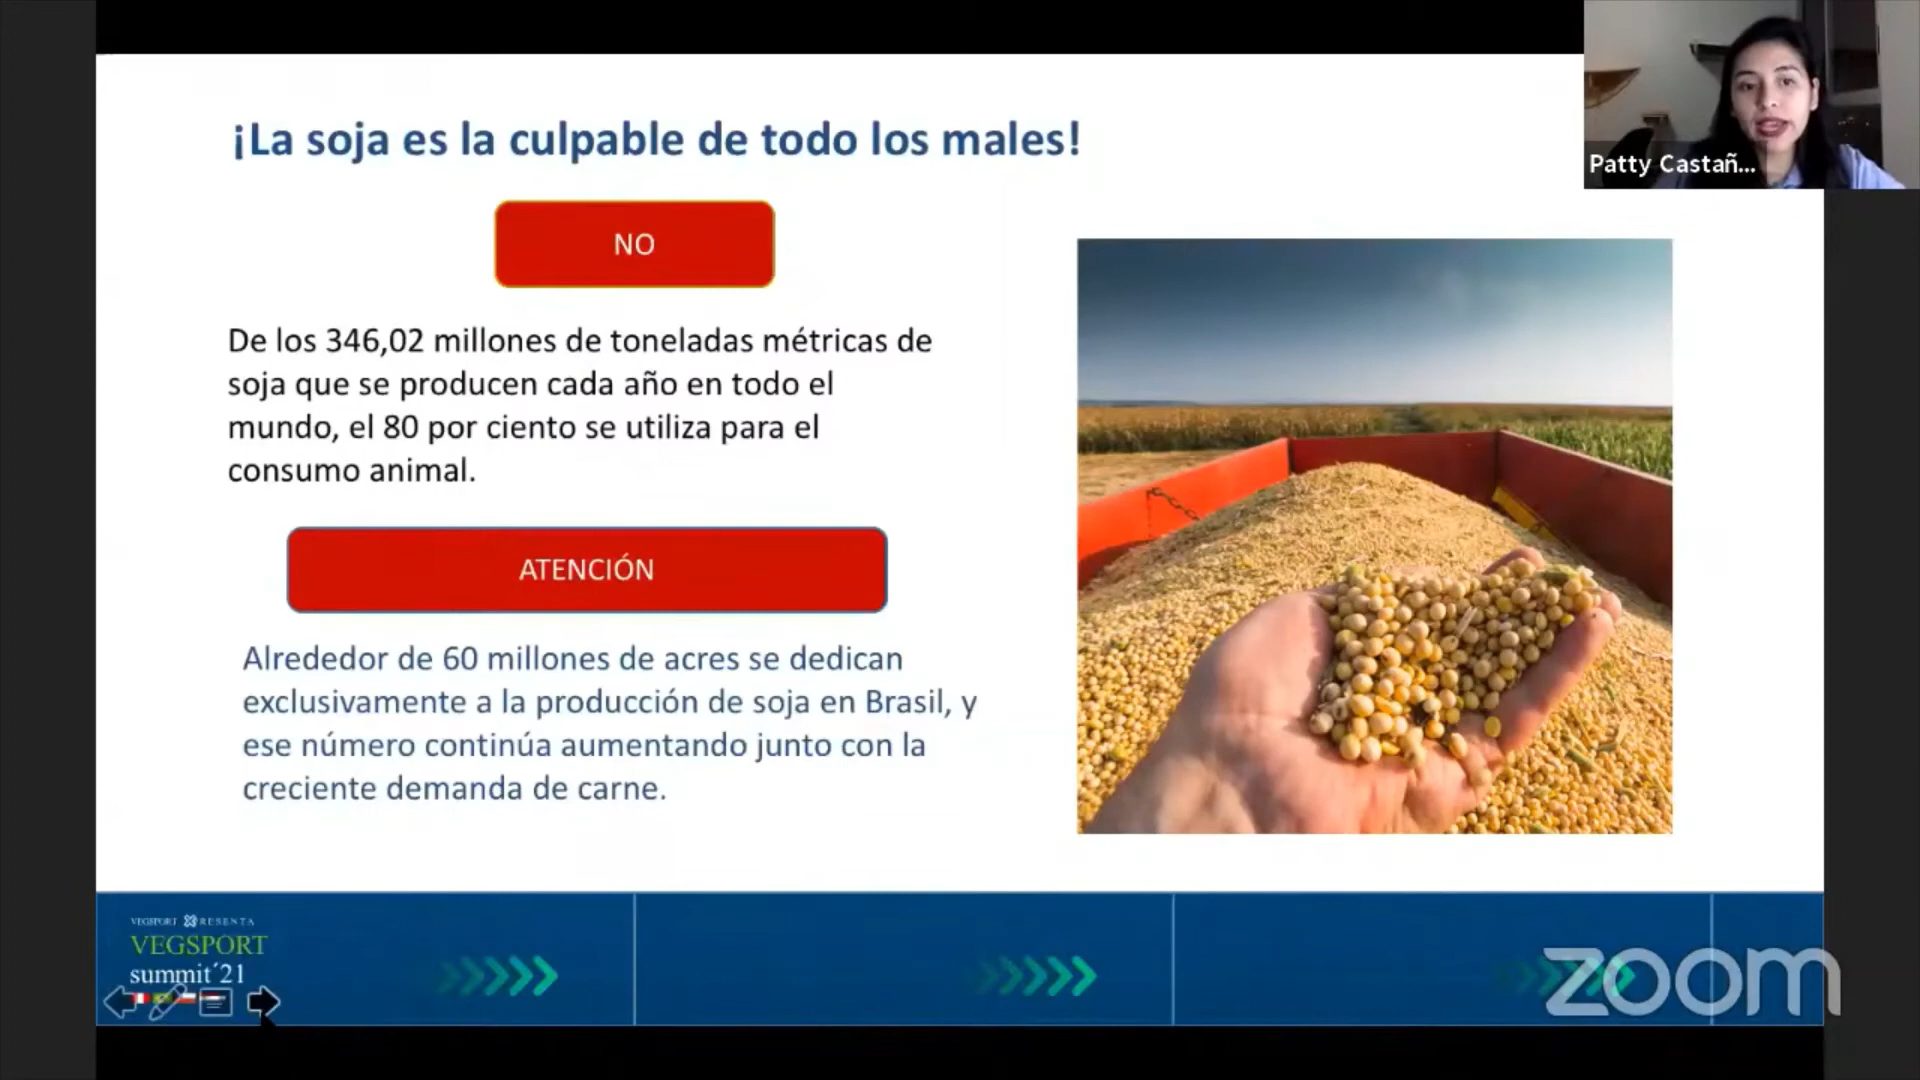 ¡La soja es la culpable de todo los males!
Patty Castañ...
NO
De los 346,02 millones de toneladas métricas de
soja que se producen cada año en todo el
mundo, el 80 por ciento se utiliza para el
consumo animal.
ATENCIÓN
Alrededor de 60 millones de acres se dedican
exclusivamente a la producción de soja en Brasil, y
ese número continúa aumentando junto con la
creciente demanda de carne.
VEGSPORT RESENTA
VEGSPORT
summit´21
zoom